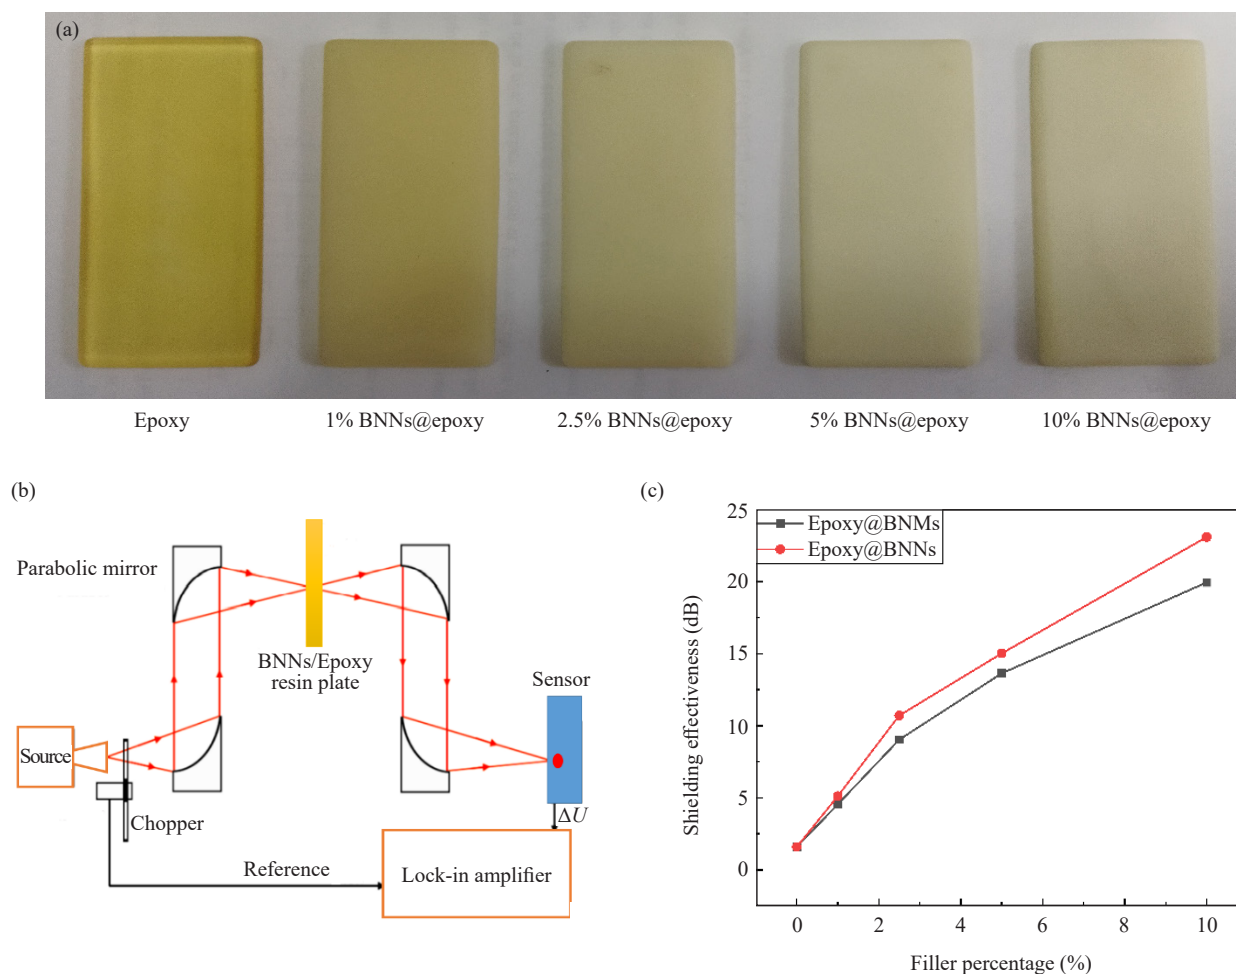 (a)
Epoxy
1% BNNs@epoxy
2.5% BNNs@epoxy
5% BNNs@epoxy
10% BNNs@epoxy
(b)
Parabolic mirror
BNNs/Epoxy
resin plate
Sensor
Source
Chopper
ΔU
Reference
Lock-in amplifier
(c)
Epoxy@BNMs
Epoxy@BNNs
25
20
15
10
5
0
Shielding effectiveness (dB)
0
2
4
6
8
10
Filler percentage (%)